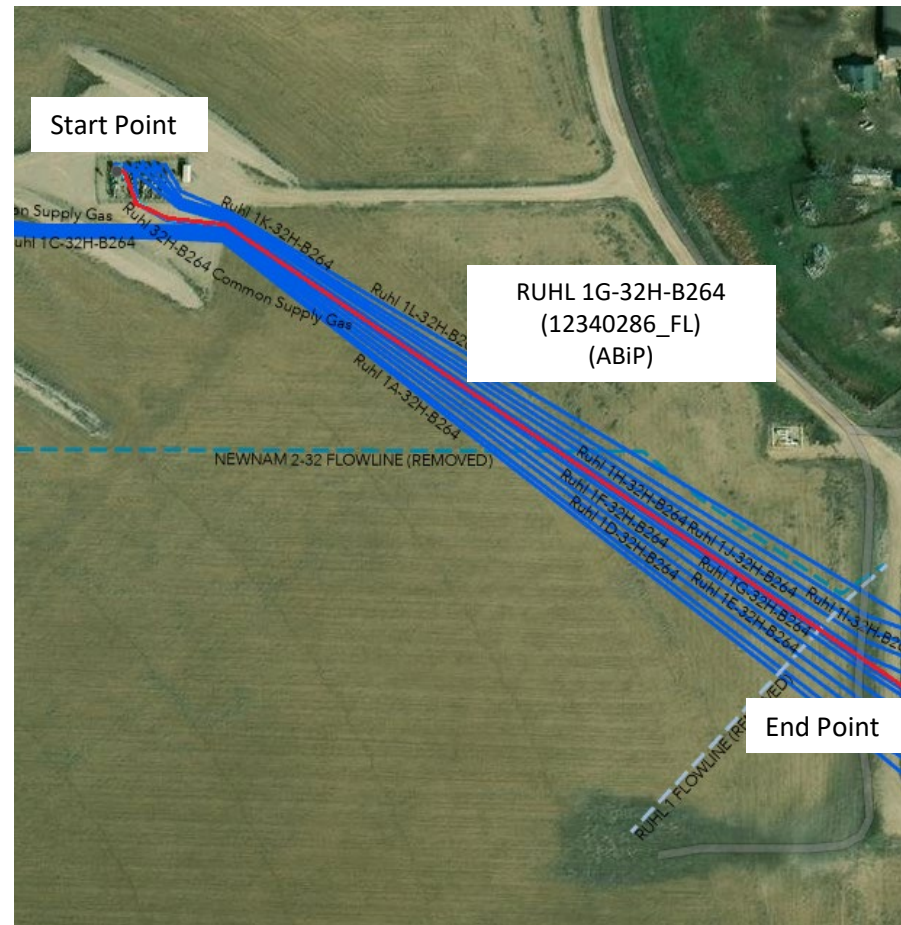 Start Point
Ruhl 1K-32H-B264
on Supply Gas
uhl 1C-32H-B264
Ruhl 32H-B264 Common Supply Gas
Ruhl 1L-32H-B2
RUHL 1G-32H-B264
(12340286_FL)
(ABiP)
Ruhl 1A-32H-B264
NEWNAM 2-32 FLOWLINE (REMOVED)
Ruhl 1H-32H-B264
Ruhl 1F-32H-B264
Ruhl 1D-32H-B264
Ruhl 1J-32H-B264
Ruhl 1G-32H-B264
Ruhl 1I-32H-B26
Ruhl 1E-32H-B264
RUHL 1 FLOWLINE (REMOVED)
End Point